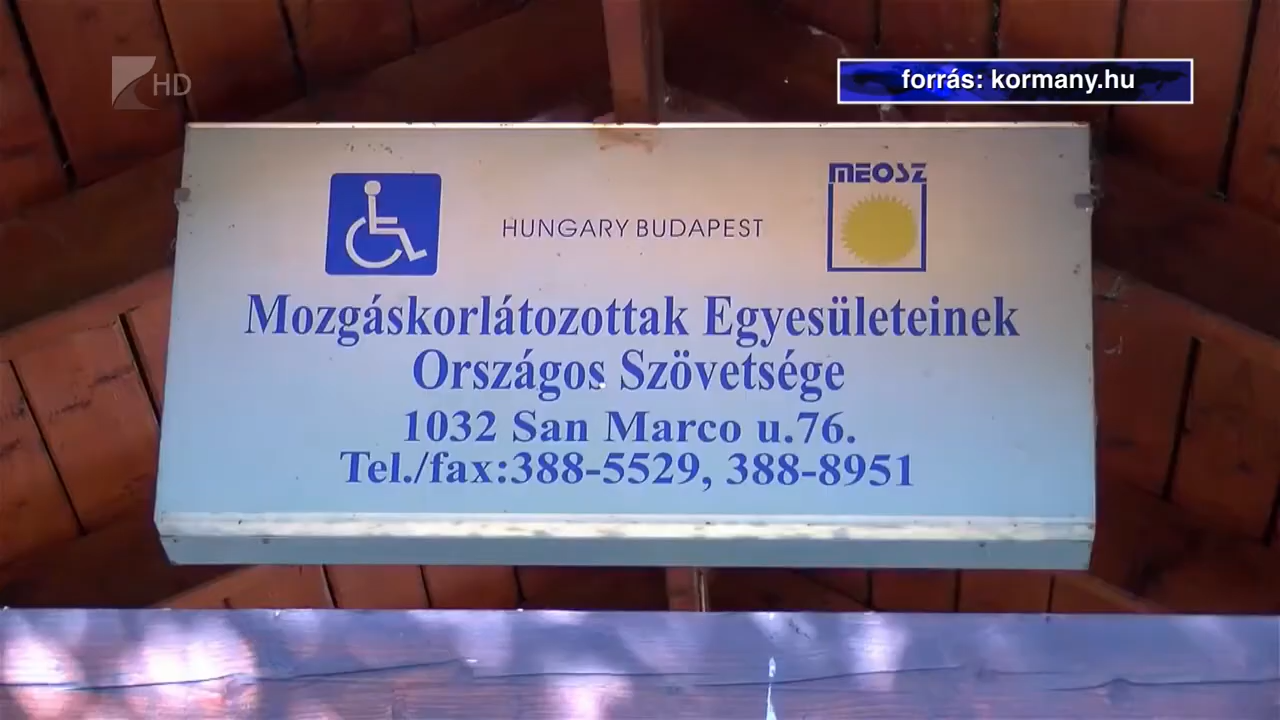 HD
forrás: kormany.hu
MEOSZ
HUNGARY BUDAPEST
Mozgáskorlátozottak Egyesületeinek
Országos Szövetsége
1032 San Marco u.76.
Tel./fax:388-5529, 388-8951